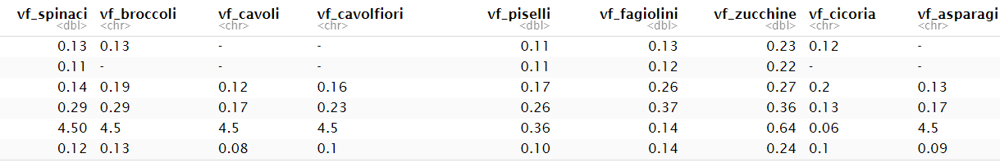 vf_spinaci vf_broccoli vf_cavoli vf_cavolfiori vf_piselli vf_fagiolini vf_zucchine vf_cicoria vf_asparagi
<dbl> <chr> <chr> <chr> <dbl> <dbl> <dbl> <chr> <chr>
0.13 0.13 - - 0.11 0.13 0.23 0.12 -
0.11 - - - 0.11 0.12 0.22 - -
0.14 0.19 0.12 0.16 0.17 0.26 0.27 0.2 0.13
0.29 0.29 0.17 0.23 0.26 0.37 0.36 0.13 0.17
4.50 4.5 4.5 4.5 0.36 0.14 0.64 0.06 4.5
0.12 0.13 0.08 0.1 0.10 0.14 0.24 0.1 0.09